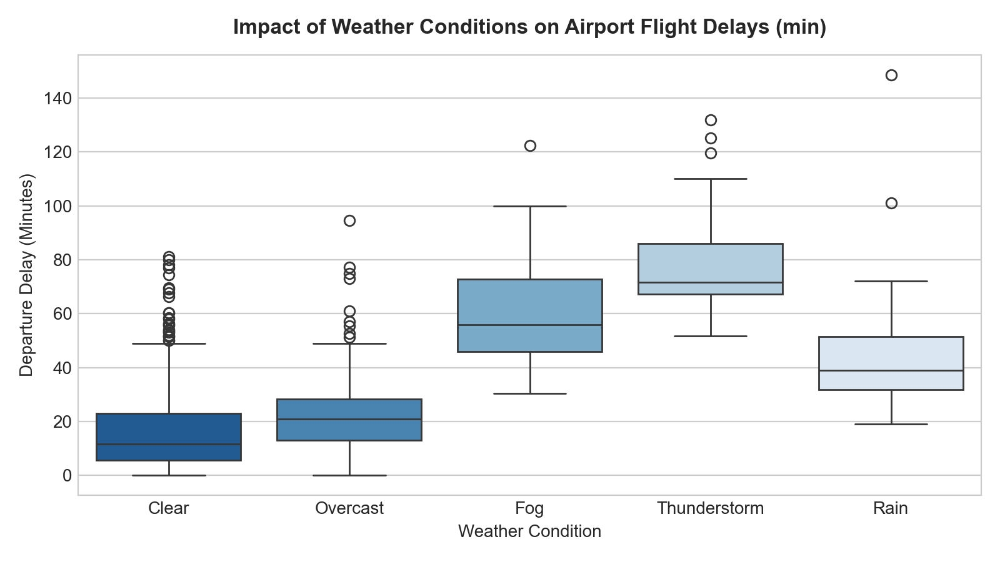 Impact of Weather Conditions on Airport Flight Delays (min)
Departure Delay (Minutes)
140
120
100
80
60
40
20
0
Clear
Overcast
Fog
Thunderstorm
Rain
Weather Condition